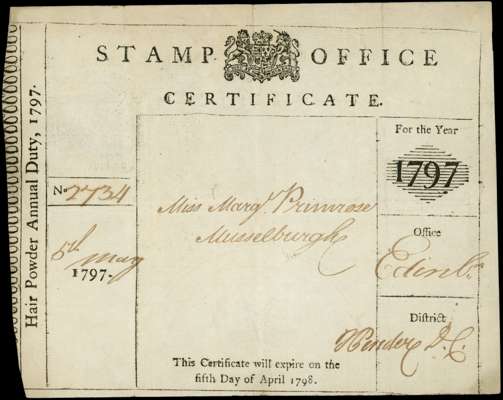 STAMP OFFICE
CERTIFICATE.
Hair Powder Annual Duty, 1797.
No 2734
5th May
1797.
Miss Margt. Primrose
Musselburgh
For the Year
1797
Office
Edinb.
District
This Certificate will expire on the
fifth Day of April 1798.